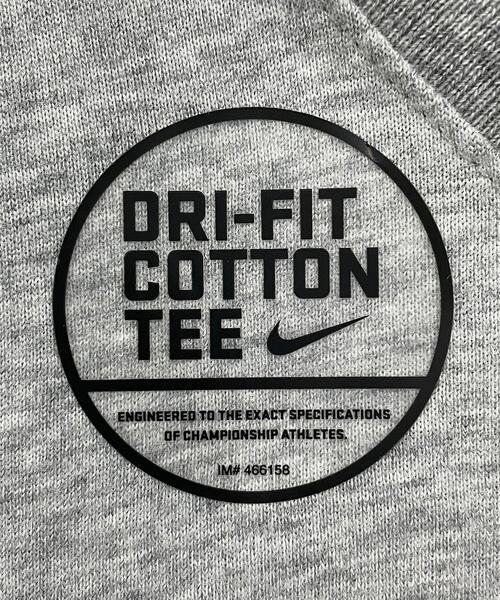 DRI-FIT
COTTON
TEE
ENGINEERED TO THE EXACT SPECIFICATIONS
OF CHAMPIONSHIP ATHLETES.
IM# 466158